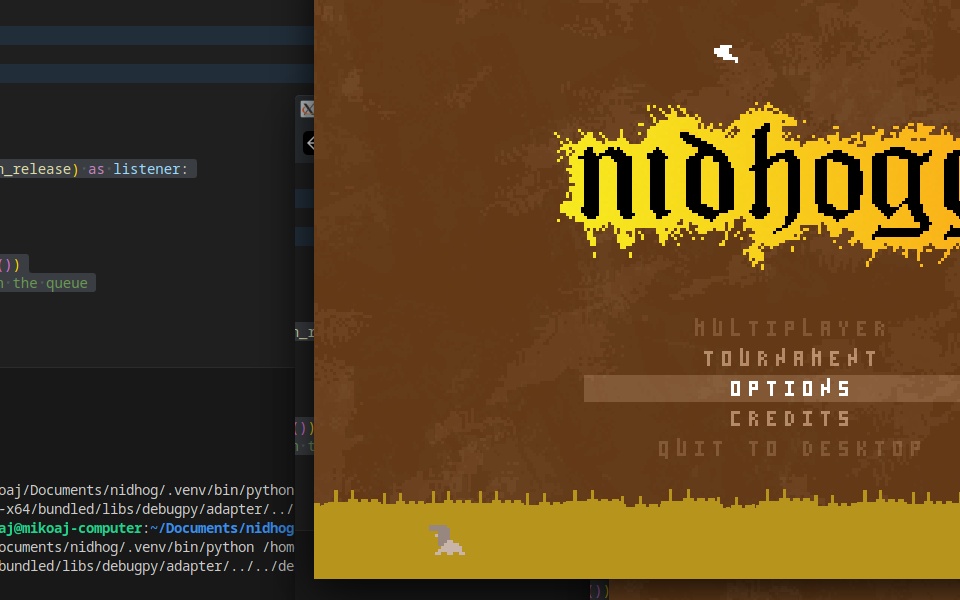 n_release) as listener:
())
n the queue
oaj/Documents/nidhog/.venv/bin/python
-x64/bundled/libs/debugpy/adapter/../
aj@mikoaj-computer:~/Documents/nidhog
ocuments/nidhog/.venv/bin/python /hom
bundled/libs/debugpy/adapter/../../de
n_r
())
n t
nidhogg
MULTIPLAYER
TOURNAMENT
OPTIONS
CREDITS
QUIT TO DESKTOP
())